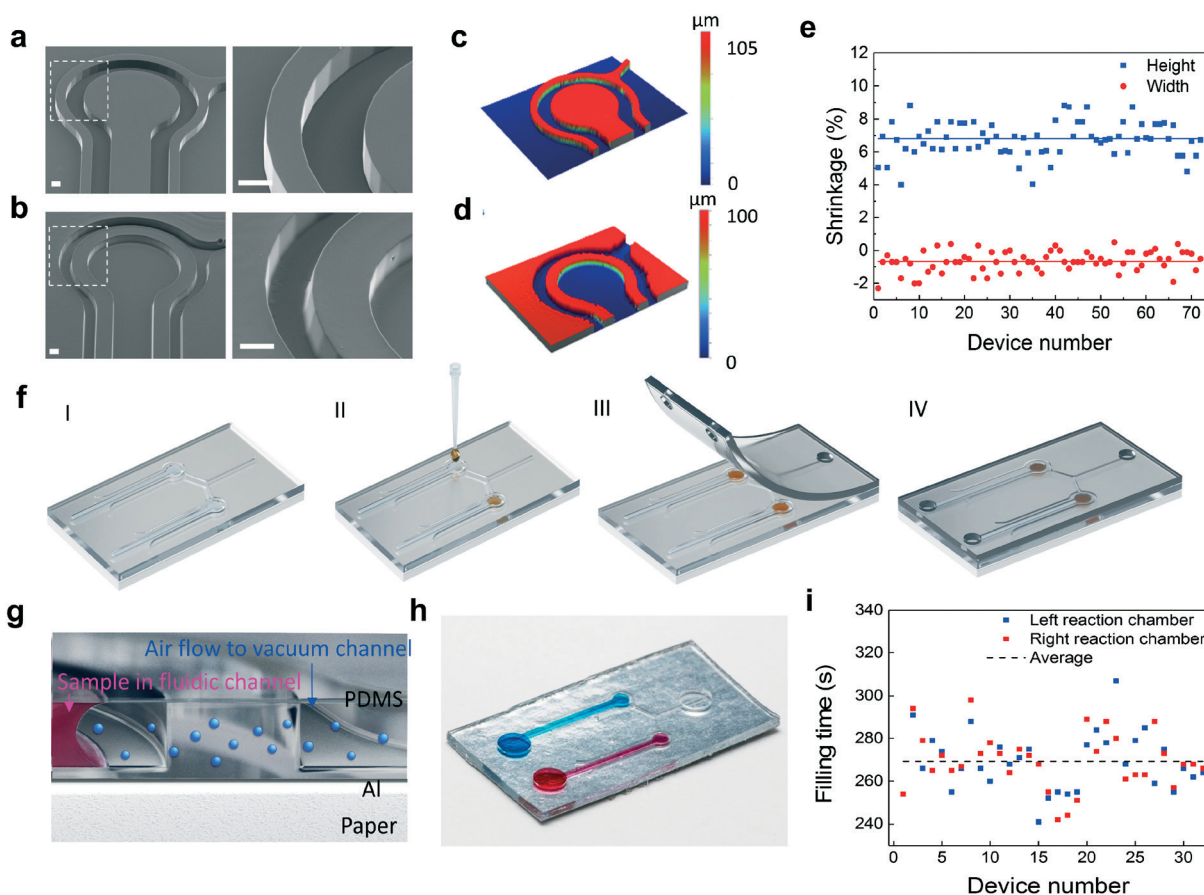 a
b
c
µm
105
0
d
µm
100
0
e
Shrinkage (%)
12
10
8
6
4
2
0
-2
Height
Width
0
10
20
30
40
50
60
70
Device number
f
I
II
III
IV
g
Air flow to vacuum channel
Sample in fluidic channel
PDMS
Al
Paper
h
i
Filling time (s)
340
320
300
280
260
240
Left reaction chamber
Right reaction chamber
Average
0
5
10
15
20
25
30
Device number